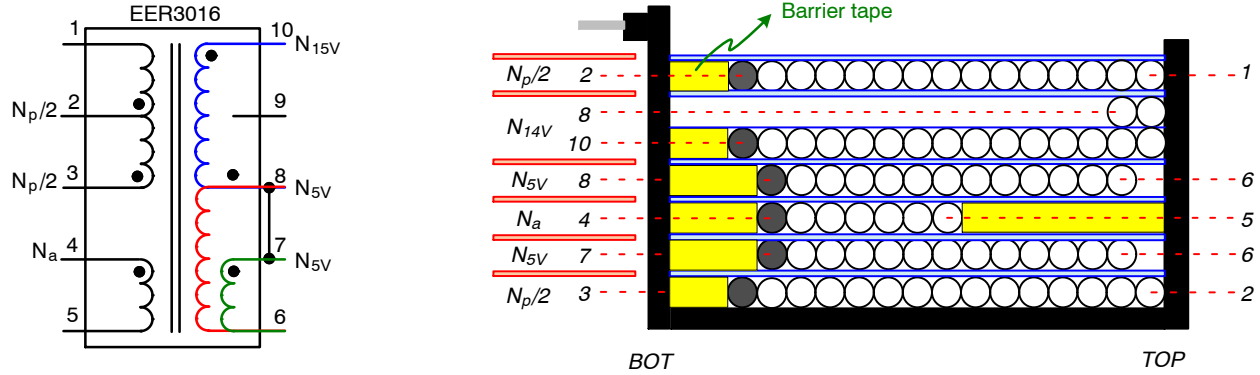 EER3016
1 10 N15V
2 9
Np/2
3 8
Np/2 N5V
4 7
Na N5V
5 6
Barrier tape
Np/2 2 1
8
N14V
10
N5V 8 6
Na 4 5
N5V 7 6
Np/2 3 2
BOT TOP